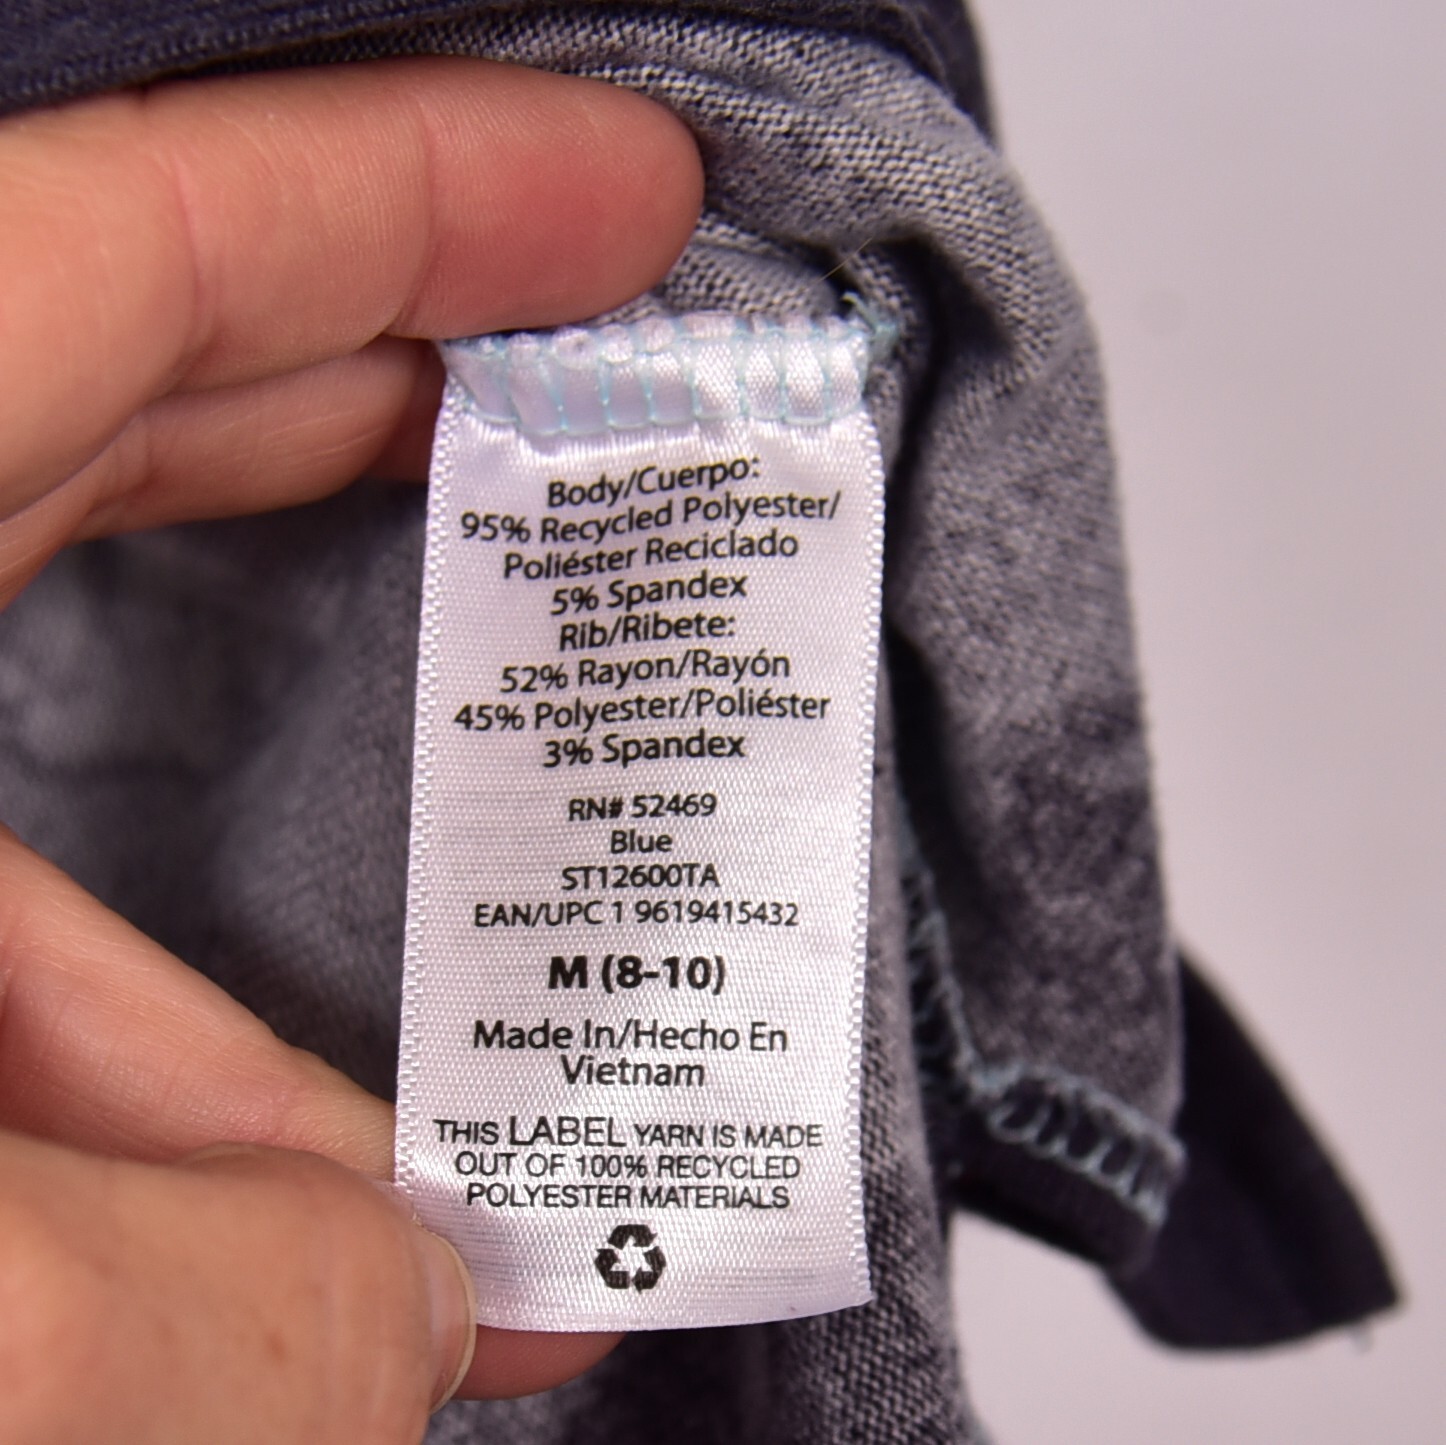 Body/Cuerpo:
95% Recycled Polyester/
Poliéster Reciclado
5% Spandex
Rib/Ribete:
52% Rayon/Rayón
45% Polyester/Poliéster
3% Spandex
RN# 52469
Blue
ST12600TA
EAN/UPC 1 9619415432
M (8-10)
Made In/Hecho En
Vietnam
THIS LABEL YARN IS MADE
OUT OF 100% RECYCLED
POLYESTER MATERIALS